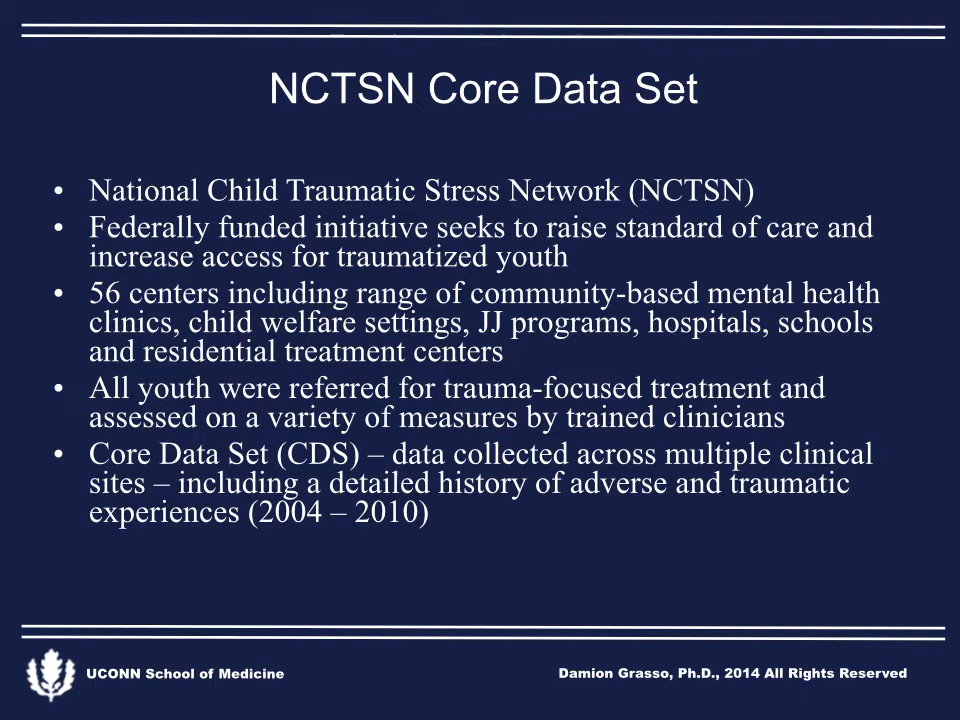 NCTSN Core Data Set
• National Child Traumatic Stress Network (NCTSN)
• Federally funded initiative seeks to raise standard of care and
increase access for traumatized youth
• 56 centers including range of community-based mental health
clinics, child welfare settings, JJ programs, hospitals, schools
and residential treatment centers
• All youth were referred for trauma-focused treatment and
assessed on a variety of measures by trained clinicians
• Core Data Set (CDS) – data collected across multiple clinical
sites – including a detailed history of adverse and traumatic
experiences (2004 – 2010)
UCONN School of Medicine
Damion Grasso, Ph.D., 2014 All Rights Reserved